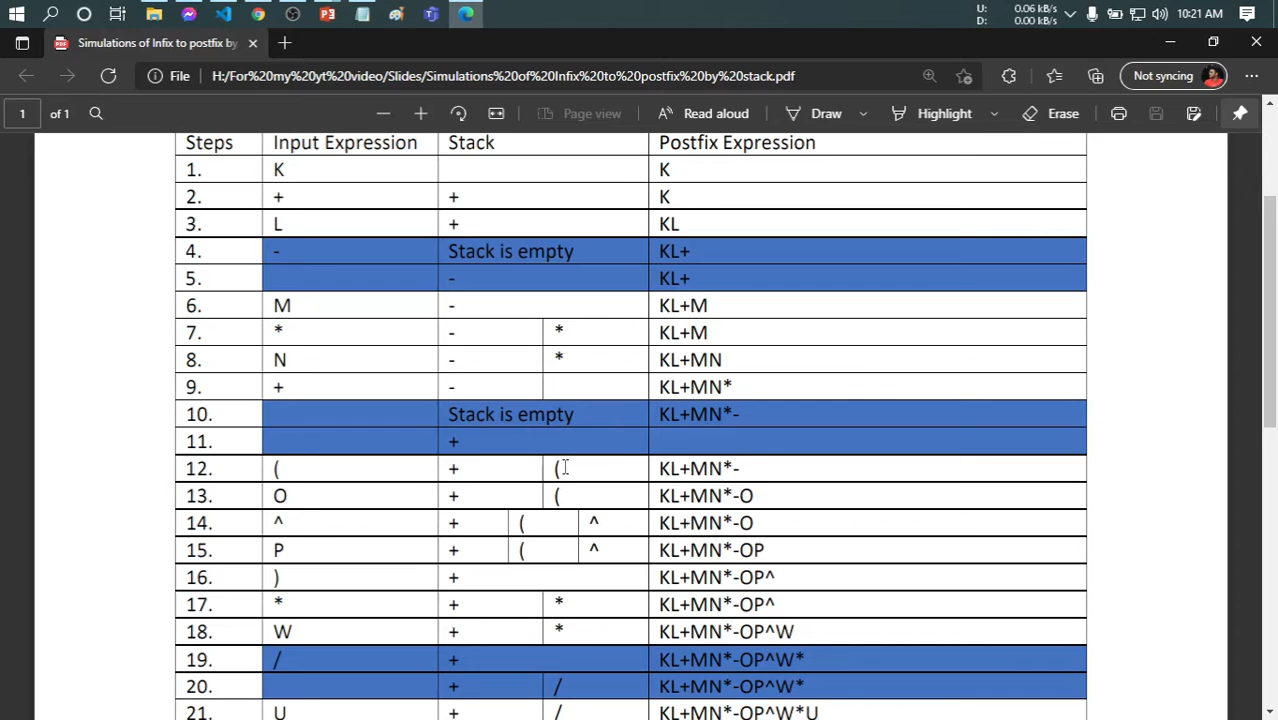 U: 0.06 kB/s
D: 0.00 kB/s
10:21 AM
Simulations of Infix to postfix by
File H:/For%20my%20yt%20video/Slides/Simulations%20of%20Infix%20to%20postfix%20by%20stack.pdf
Not syncing
1 of 1 Page view Read aloud Draw Highlight Erase
Steps Input Expression Stack Postfix Expression
1. K K
2. + + K
3. L + KL
4. - Stack is empty KL+
5. - KL+
6. M - KL+M
7. * - * KL+M
8. N - * KL+MN
9. + - KL+MN*
10. Stack is empty KL+MN*-
11. +
12. ( + ( KL+MN*-
13. O + ( KL+MN*-O
14. ^ + ( ^ KL+MN*-O
15. P + ( ^ KL+MN*-OP
16. ) + KL+MN*-OP^
17. * + * KL+MN*-OP^
18. W + * KL+MN*-OP^W
19. / + KL+MN*-OP^W*
20. + / KL+MN*-OP^W*
21. U + / KL+MN*-OP^W*U